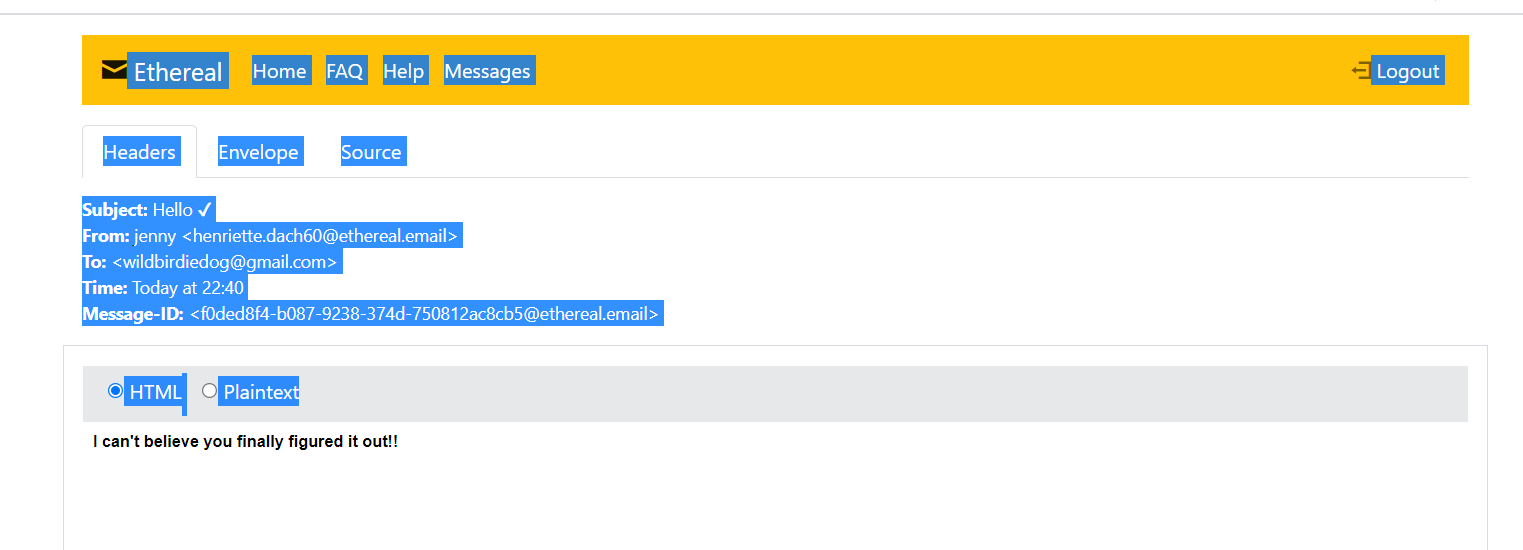 Ethereal Home FAQ Help Messages Logout
Headers Envelope Source
Subject: Hello ✓
From: jenny <henriette.dach60@ethereal.email>
To: <wildbirdiedog@gmail.com>
Time: Today at 22:40
Message-ID: <f0ded8f4-b087-9238-374d-750812ac8cb5@ethereal.email>
HTML Plaintext
I can't believe you finally figured it out!!